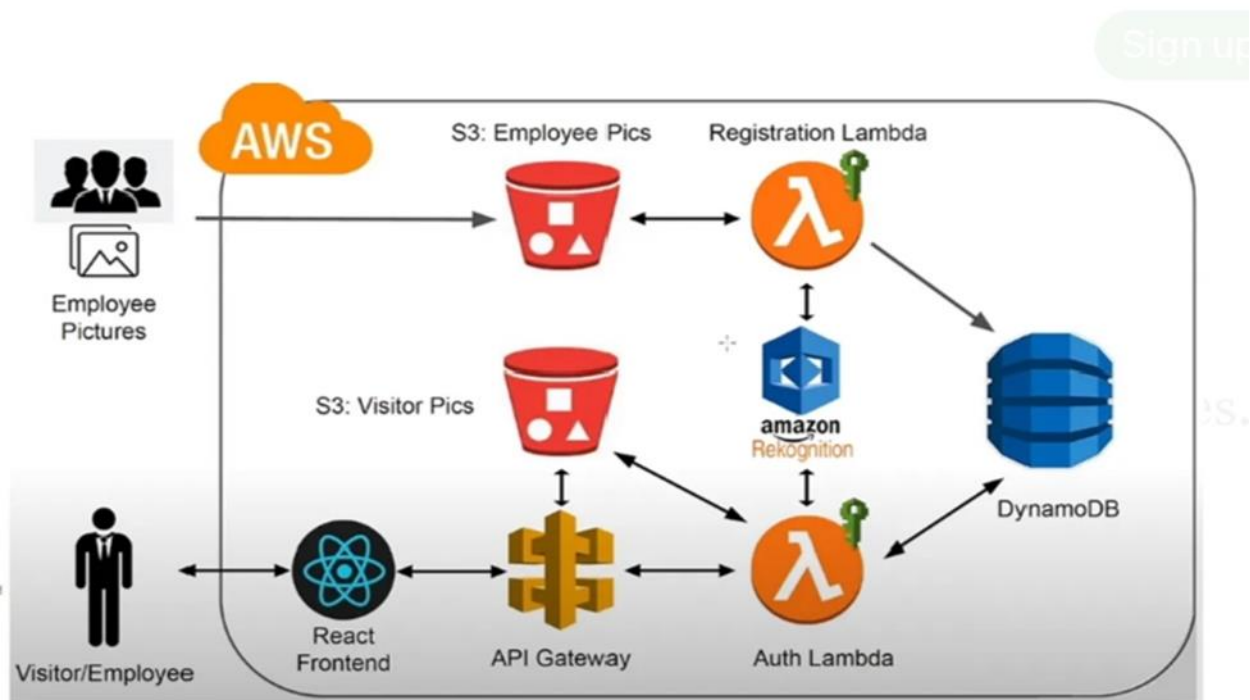 Sign up
AWS
S3: Employee Pics
Registration Lambda
Employee
Pictures
S3: Visitor Pics
amazon
Rekognition
es.
DynamoDB
React
Frontend
API Gateway
Auth Lambda
Visitor/Employee